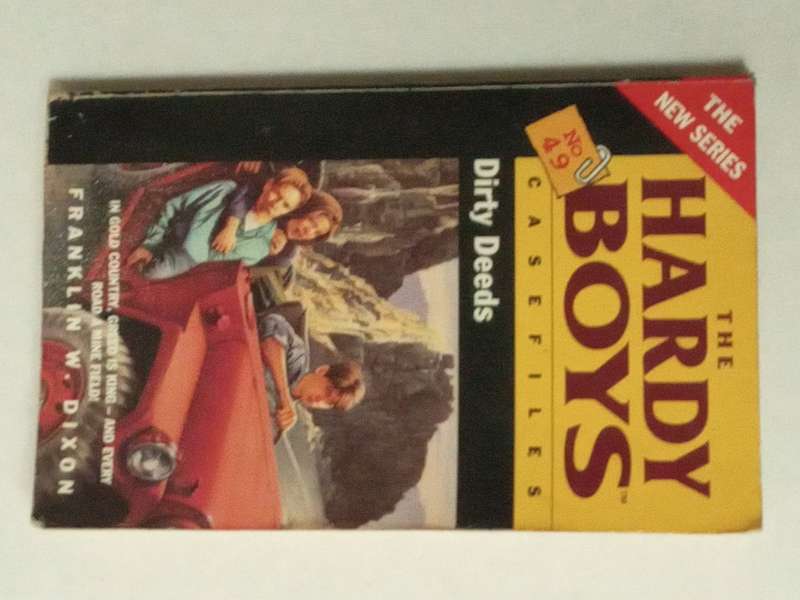 THE
NEW SERIES
THE
HARDY
BOYS™
CASEFILES
No
49
Dirty Deeds
IN GOLD COUNTRY, GREED IS KING – AND EVERY
ROAD A MINE FIELD!
FRANKLIN W. DIXON